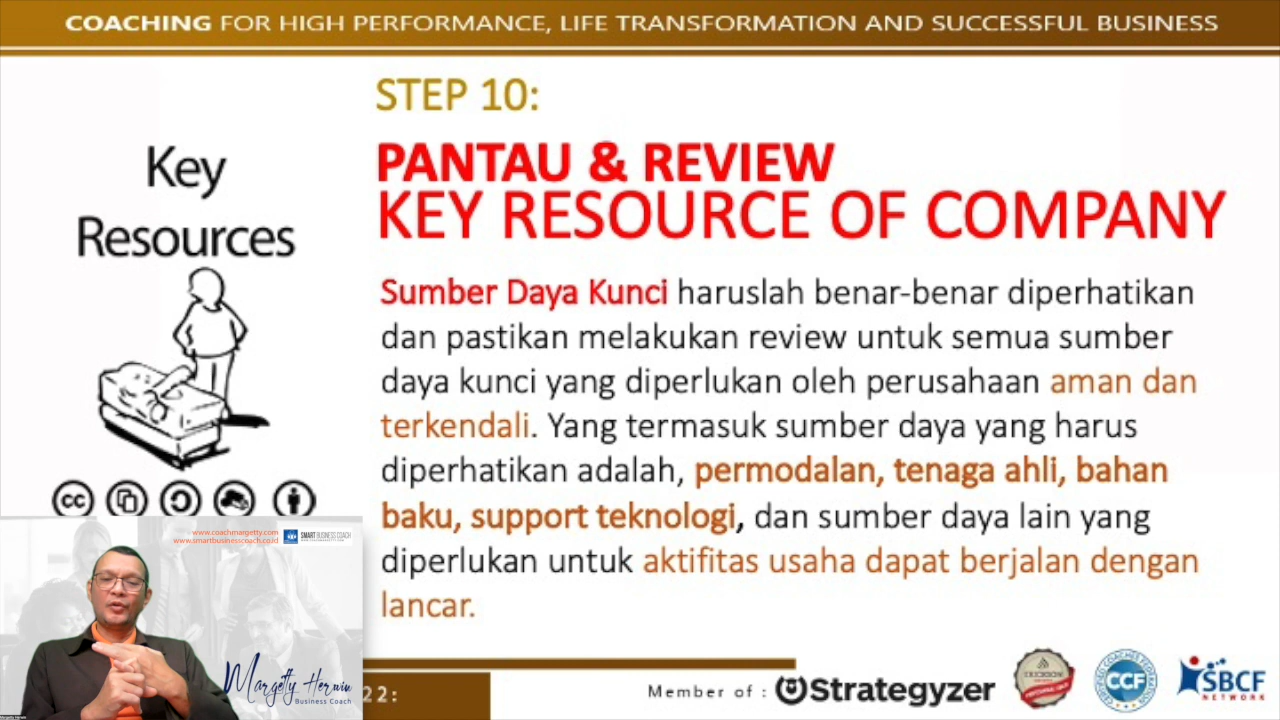 COACHING FOR HIGH PERFORMANCE, LIFE TRANSFORMATION AND SUCCESSFUL BUSINESS
STEP 10:
PANTAU & REVIEW
KEY RESOURCE OF COMPANY
Key
Resources
Sumber Daya Kunci haruslah benar-benar diperhatikan
dan pastikan melakukan review untuk semua sumber
daya kunci yang diperlukan oleh perusahaan aman dan
terkendali. Yang termasuk sumber daya yang harus
diperhatikan adalah, permodalan, tenaga ahli, bahan
baku, support teknologi, dan sumber daya lain yang
diperlukan untuk aktifitas usaha dapat berjalan dengan
lancar.
cc
www.coachmargetty.com
www.smartbusinesscoach.co.id
SMART BUSINESS COACH
Margetty Herwin
Business Coach
Margetty Herwin
22:
Member of :
Strategyzer
CCF
SBCF
NETWORK